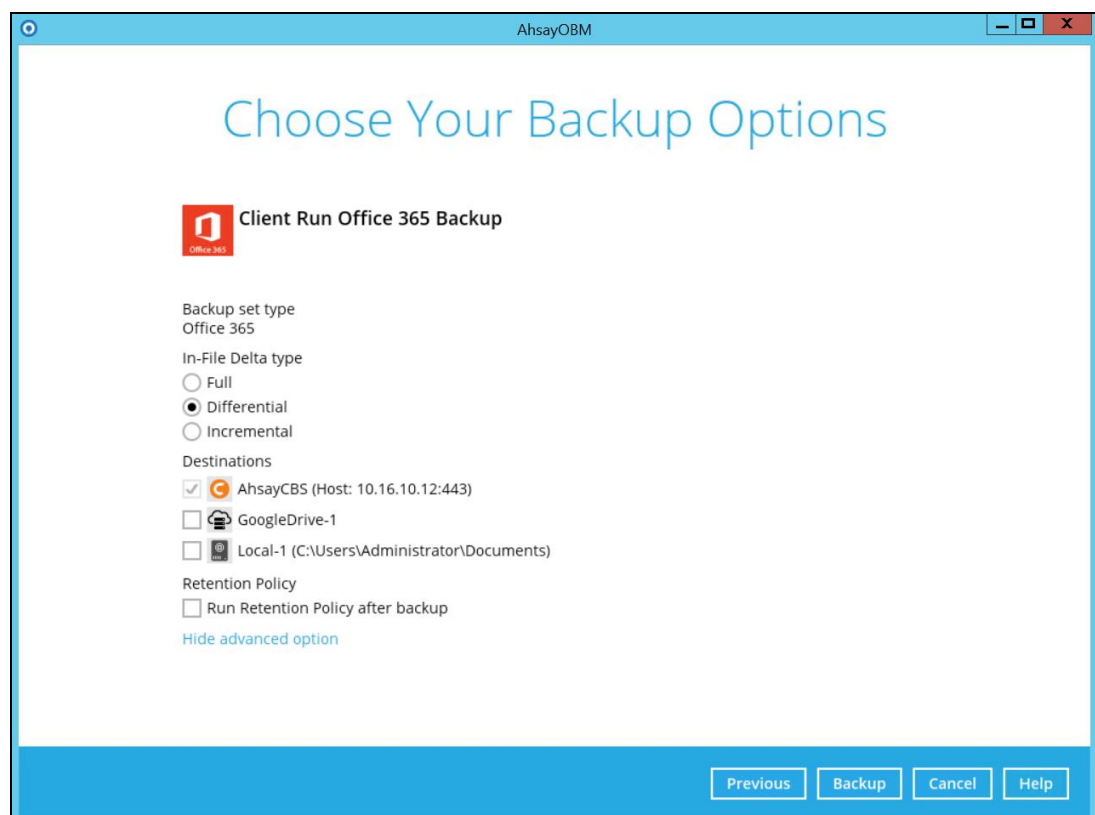 AhsayOBM
Choose Your Backup Options
Client Run Office 365 Backup
Office 365
Backup set type
Office 365
In-File Delta type
Full
Differential
Incremental
Destinations
AhsayCBS (Host: 10.16.10.12:443)
GoogleDrive-1
Local-1 (C:\Users\Administrator\Documents)
Retention Policy
Run Retention Policy after backup
Hide advanced option
Previous Backup Cancel Help